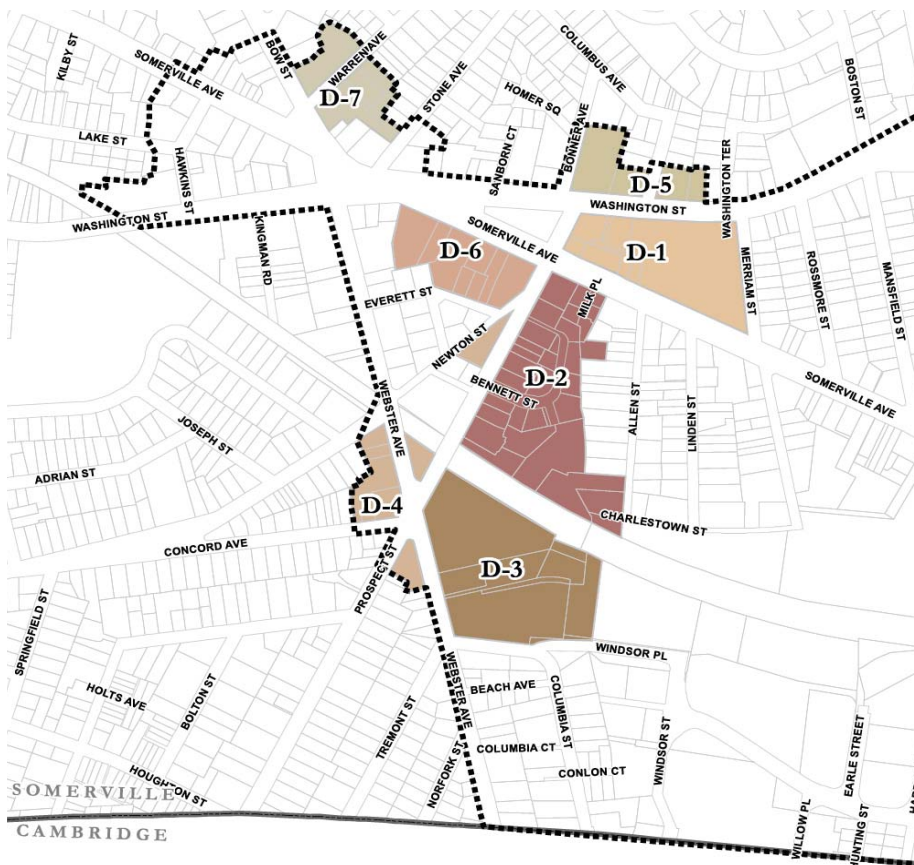 KILBY ST
SOMERVILLE AVE
BOW ST
WARREN AVE
D-7
STONE AVE
COLUMBUS AVE
HOMER SQ
BOSTON ST
LAKE ST
HAWKINS ST
SANBORN CT
BONNER AVE
D-5
WASHINGTON TER
WASHINGTON ST
WASHINGTON ST
KINGMAN RD
D-6
SOMERVILLE AVE
D-1
MERRIAM ST
ROSSMORE ST
MANSFIELD ST
EVERETT ST
MILK PL
NEWTON ST
D-2
BENNETT ST
WEBSTER AVE
ALLEN ST
LINDEN ST
SOMERVILLE AVE
JOSEPH ST
ADRIAN ST
D-4
CHARLESTOWN ST
CONCORD AVE
PROSPECT ST
D-3
SPRINGFIELD ST
WINDSOR PL
HOLTS AVE
BOLTON ST
TREMONT ST
WEBSTER AVE
BEACH AVE
COLUMBIA ST
WINDSOR ST
COLUMBIA CT
CONLON CT
NORFORK ST
HOUGHTON ST
EARLE STREET
WILLOW PL
SOMERVILLE
CAMBRIDGE